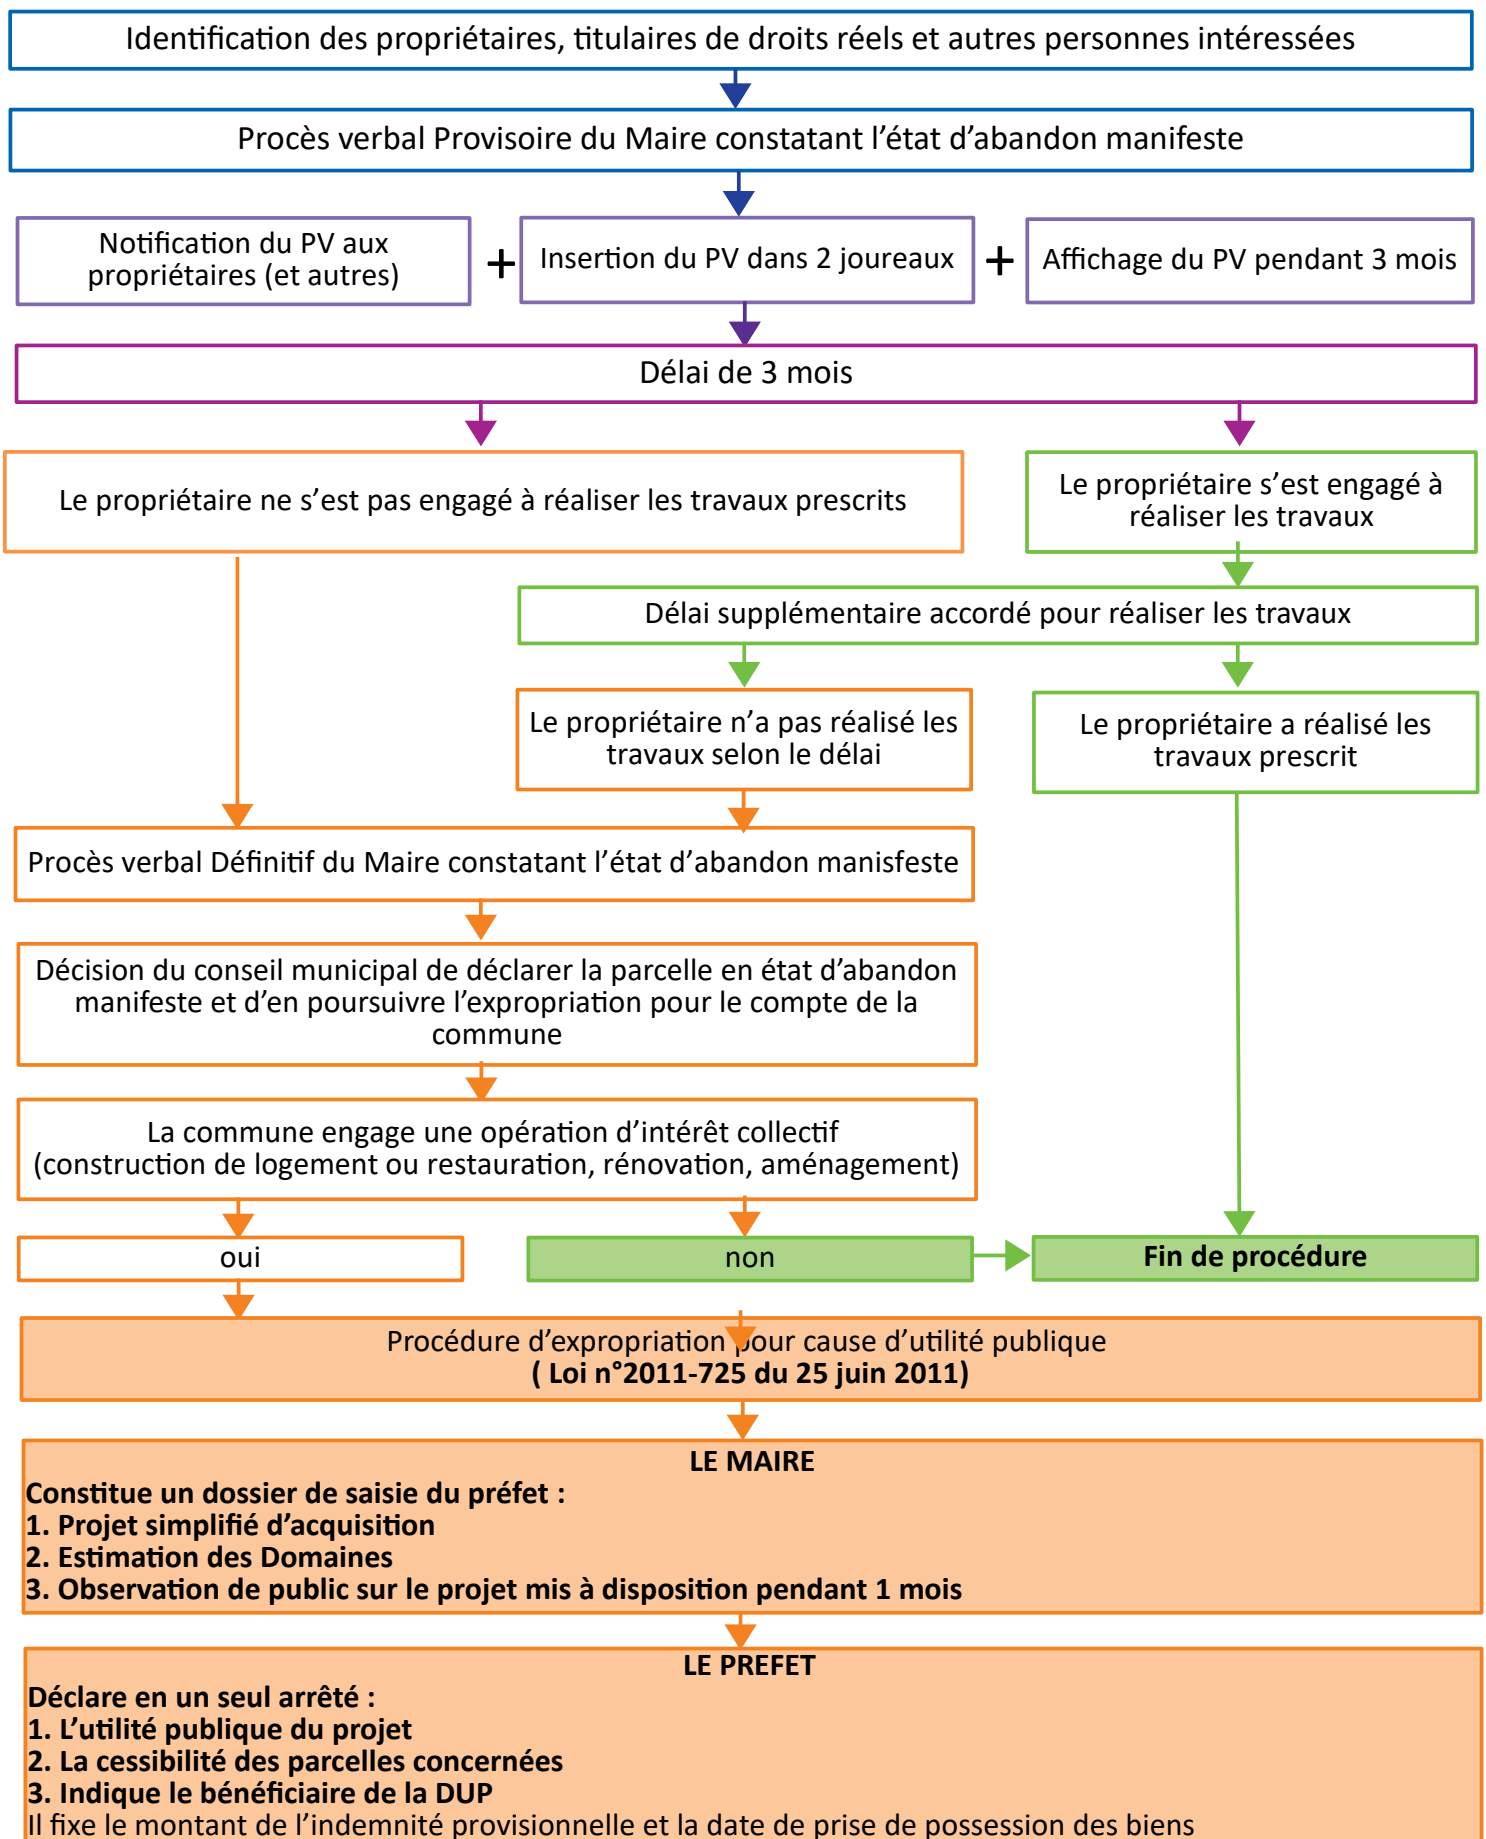 Identification des propriétaires, titulaires de droits réels et autres personnes intéressées
Procès verbal Provisoire du Maire constatant l’état d’abandon manifeste
Notification du PV aux
propriétaires (et autres)
+
Insertion du PV dans 2 joureaux
+
Affichage du PV pendant 3 mois
Délai de 3 mois
Le propriétaire ne s’est pas engagé à réaliser les travaux prescrits
Le propriétaire s’est engagé à
réaliser les travaux
Délai supplémentaire accordé pour réaliser les travaux
Le propriétaire n’a pas réalisé les
travaux selon le délai
Le propriétaire a réalisé les
travaux prescrit
Procès verbal Définitif du Maire constatant l’état d’abandon manisfeste
Décision du conseil municipal de déclarer la parcelle en état d’abandon
manifeste et d’en poursuivre l’expropriation pour le compte de la
commune
La commune engage une opération d’intérêt collectif
(construction de logement ou restauration, rénovation, aménagement)
oui
non
Fin de procédure
Procédure d’expropriation pour cause d’utilité publique
( Loi n°2011-725 du 25 juin 2011)
LE MAIRE
Constitue un dossier de saisie du préfet :
1. Projet simplifié d’acquisition
2. Estimation des Domaines
3. Observation de public sur le projet mis à disposition pendant 1 mois
LE PREFET
Déclare en un seul arrêté :
1. L’utilité publique du projet
2. La cessibilité des parcelles concernées
3. Indique le bénéficiaire de la DUP
Il fixe le montant de l’indemnité provisionnelle et la date de prise de possession des biens